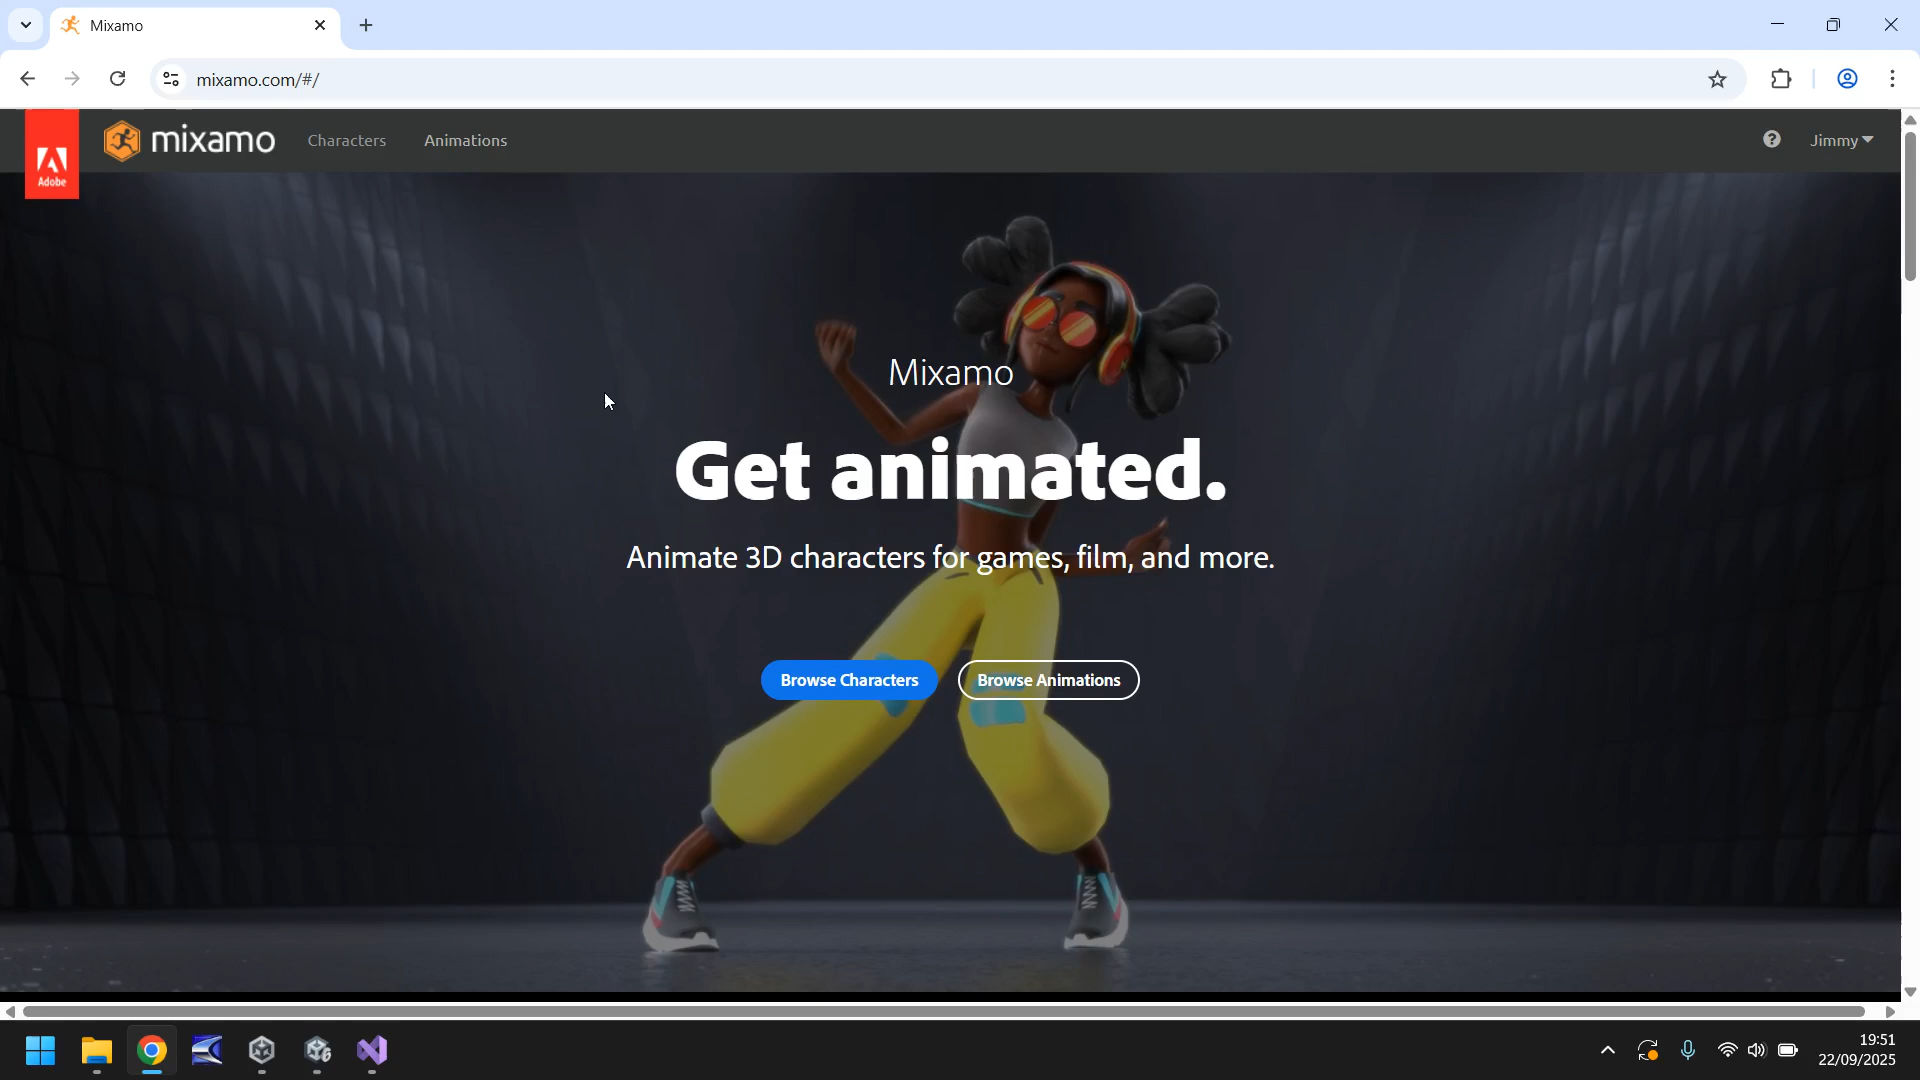 Mixamo
mixamo.com/#/
Adobe
mixamo
Characters
Animations
Jimmy
Mixamo
Get animated.
Animate 3D characters for games, film, and more.
Browse Characters
Browse Animations
19:51
22/09/2025